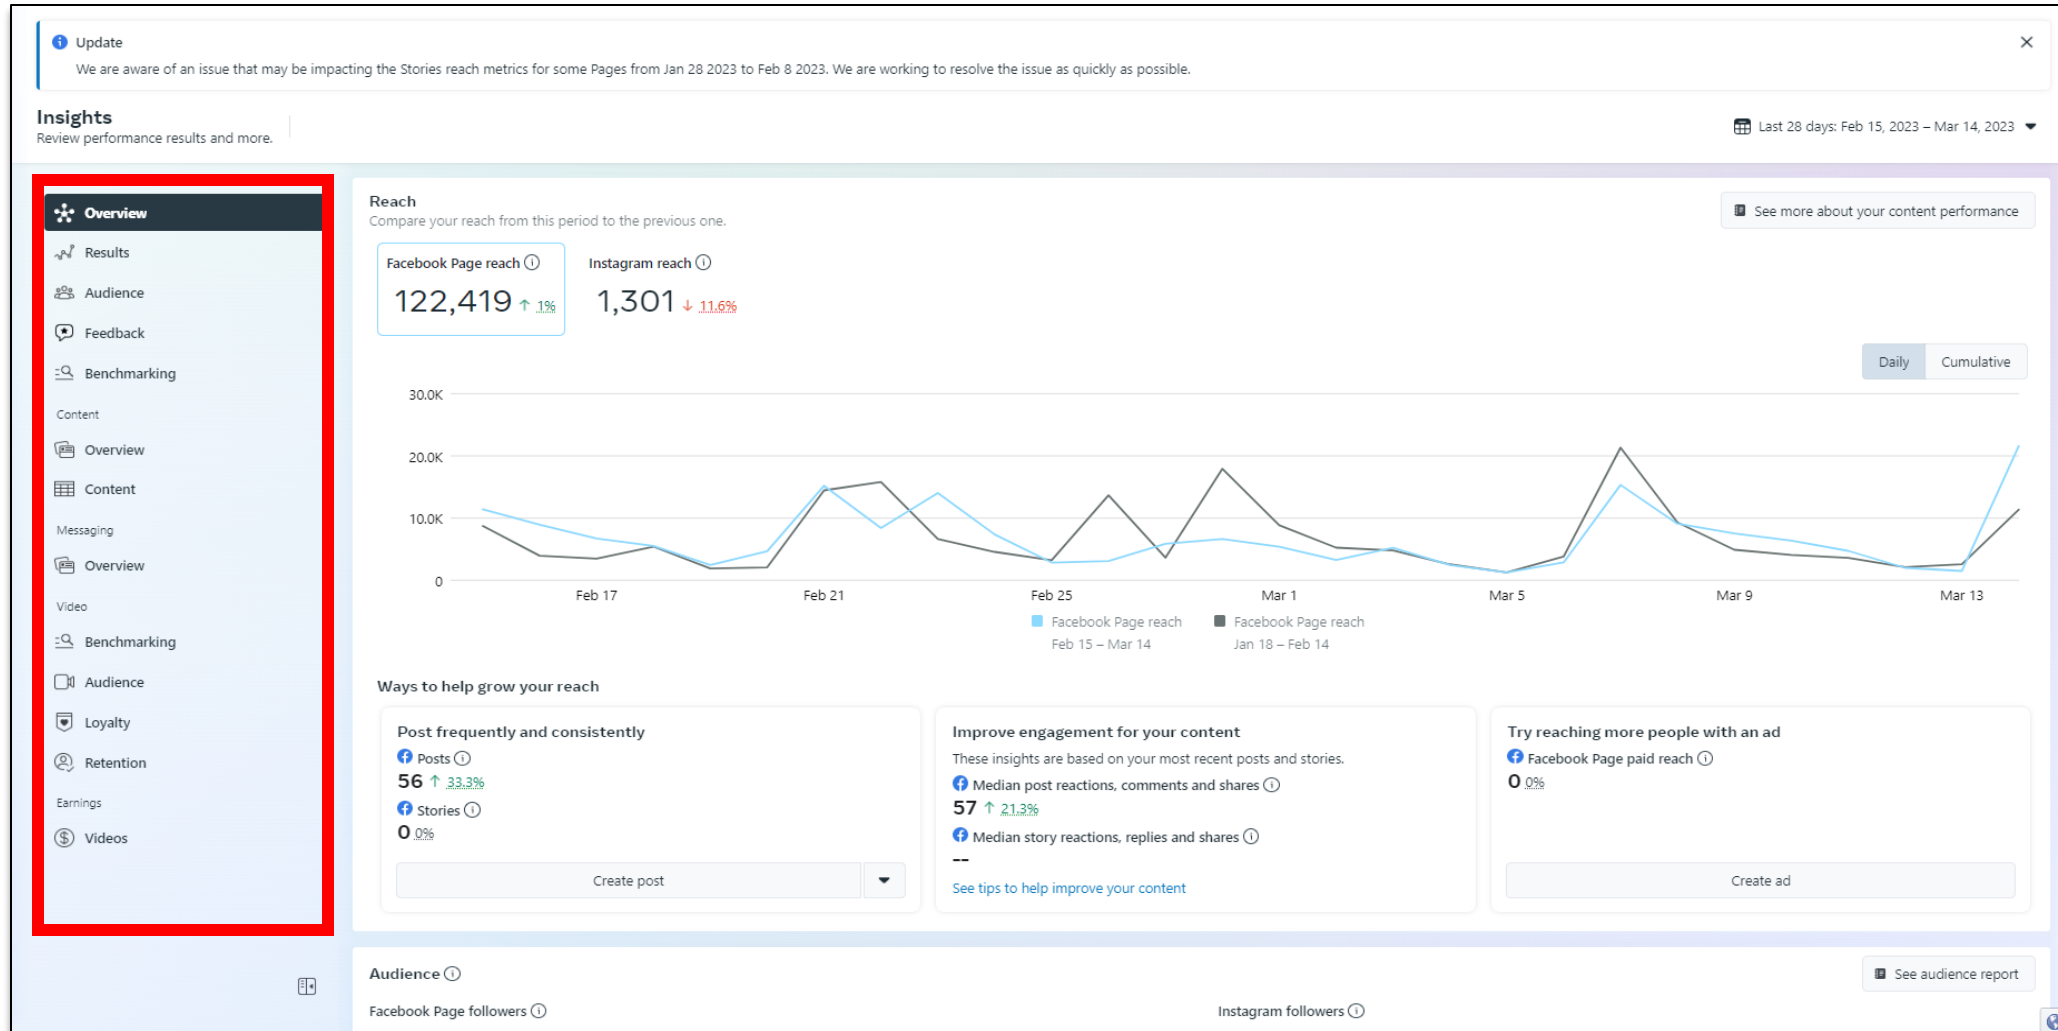 Update
We are aware of an issue that may be impacting the Stories reach metrics for some Pages from Jan 28 2023 to Feb 8 2023. We are working to resolve the issue as quickly as possible.
Insights
Review performance results and more.
Last 28 days: Feb 15, 2023 – Mar 14, 2023
Overview
Results
Audience
Feedback
Benchmarking
Content
Overview
Content
Messaging
Overview
Video
Benchmarking
Audience
Loyalty
Retention
Earnings
Videos
Reach
Compare your reach from this period to the previous one.
See more about your content performance
Facebook Page reach
122,419 ↑ 1%
Instagram reach
1,301 ↓ 11.6%
Daily
Cumulative
30.0K
20.0K
10.0K
0
Feb 17 Feb 21 Feb 25 Mar 1 Mar 5 Mar 9 Mar 13
Facebook Page reach
Feb 15 – Mar 14
Facebook Page reach
Jan 18 – Feb 14
Ways to help grow your reach
Post frequently and consistently
Posts
56 ↑ 33.3%
Stories
0 0%
Create post
Improve engagement for your content
These insights are based on your most recent posts and stories.
Median post reactions, comments and shares
57 ↑ 21.3%
Median story reactions, replies and shares
--
See tips to help improve your content
Try reaching more people with an ad
Facebook Page paid reach
0 0%
Create ad
Audience
See audience report
Facebook Page followers
Instagram followers